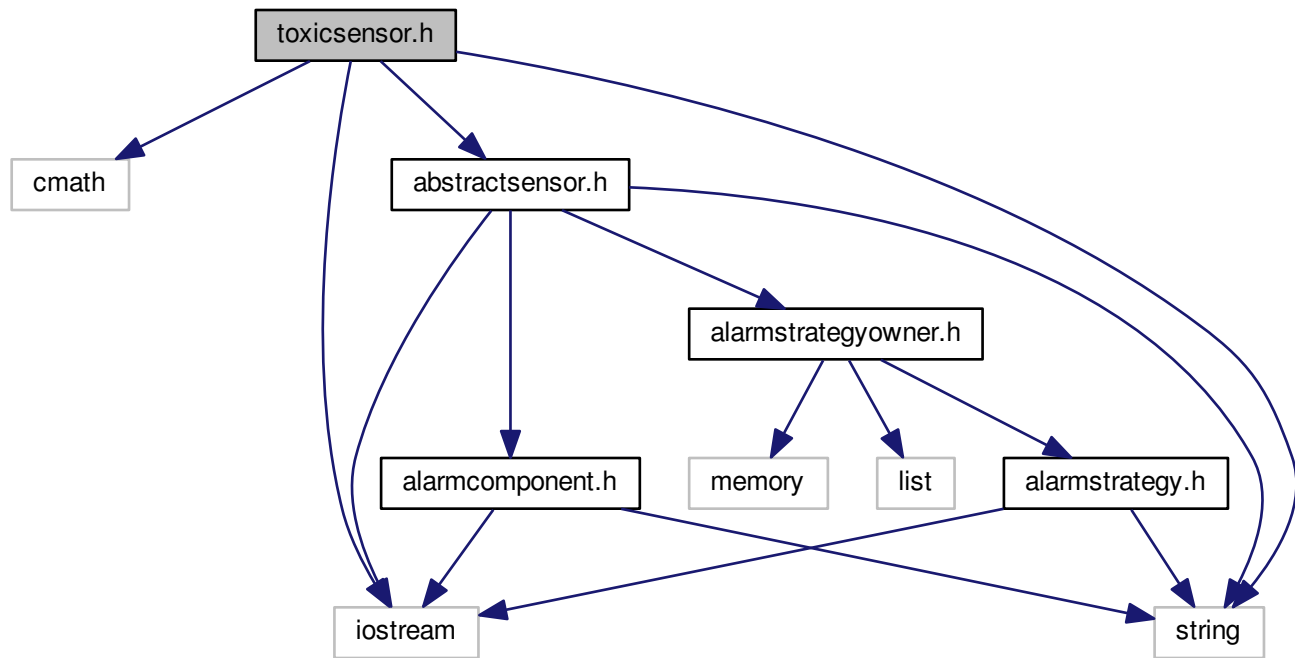 toxicsensor.h
cmath
abstractsensor.h
alarmstrategyowner.h
alarmcomponent.h
memory
list
alarmstrategy.h
iostream
string